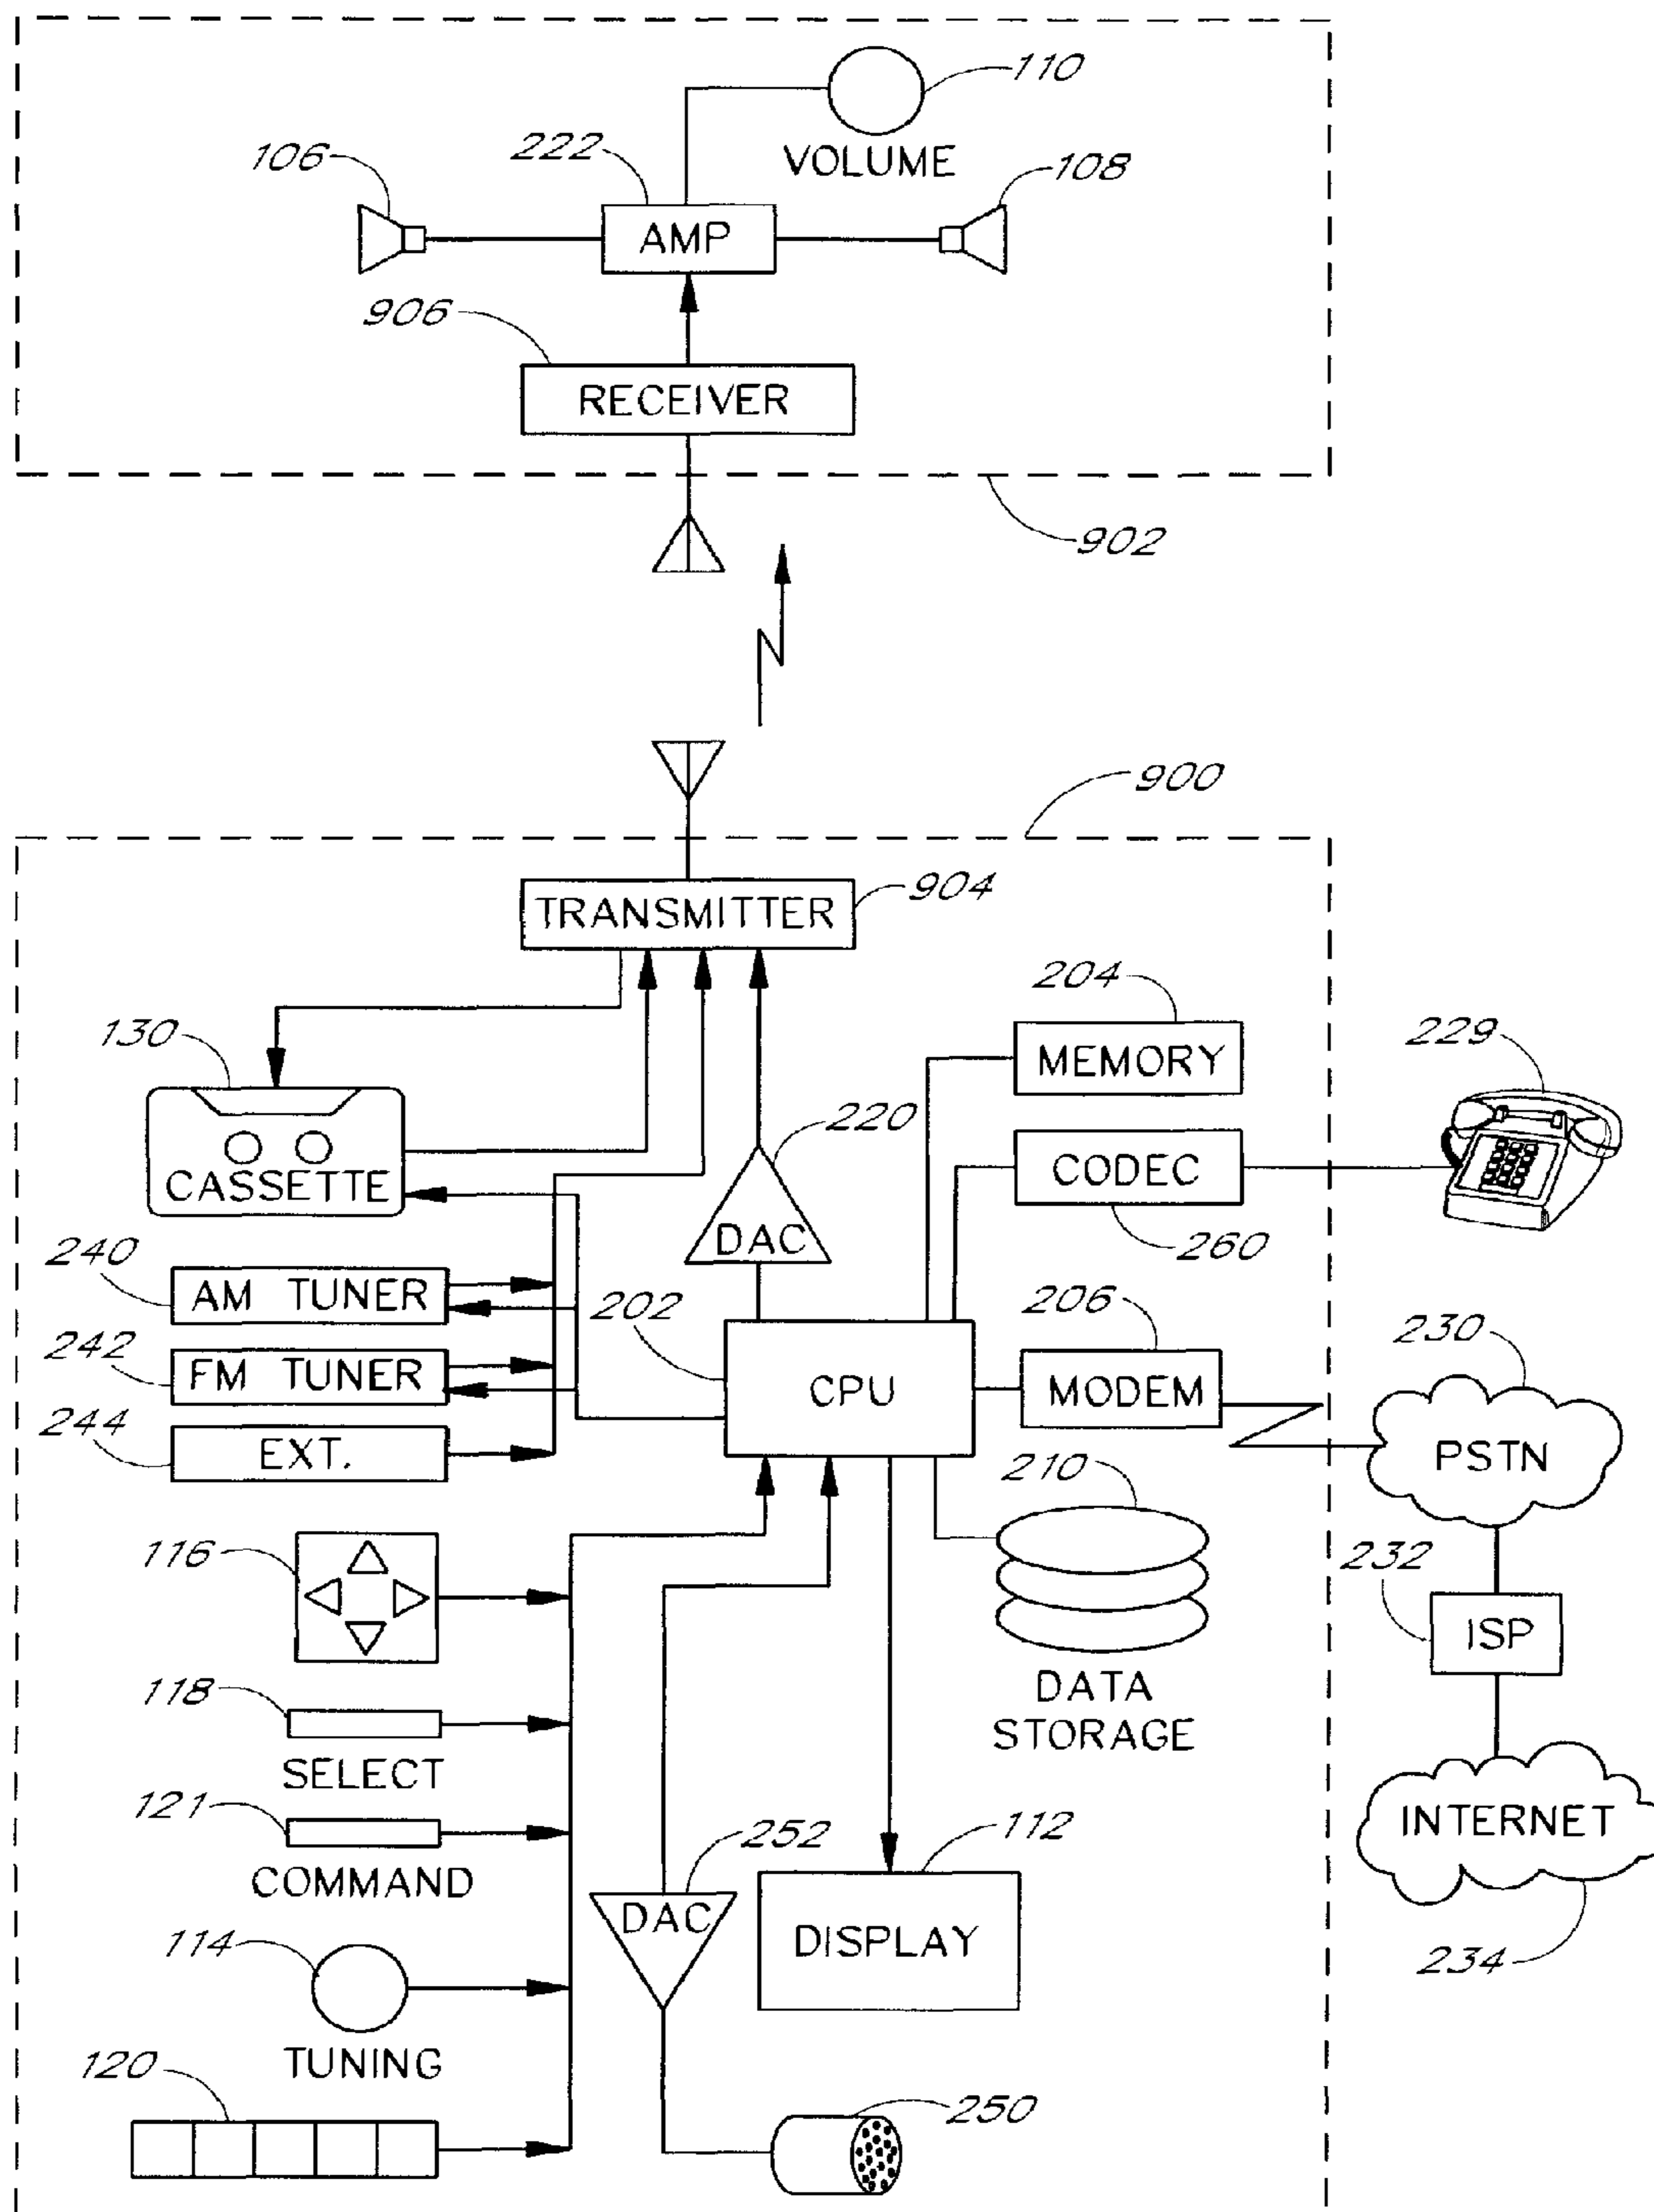 110
VOLUME
106
222
108
AMP
906
RECEIVER
902
900
904
TRANSMITTER
204
MEMORY
130
229
220
CASSETTE
CODEC
DAC
260
240
AM TUNER
202
206
230
242
FM TUNER
CPU
MODEM
244
EXT.
PSTN
210
116
232
ISP
118
SELECT
DATA
STORAGE
121
COMMAND
252
112
INTERNET
DAC
DISPLAY
114
234
TUNING
120
250